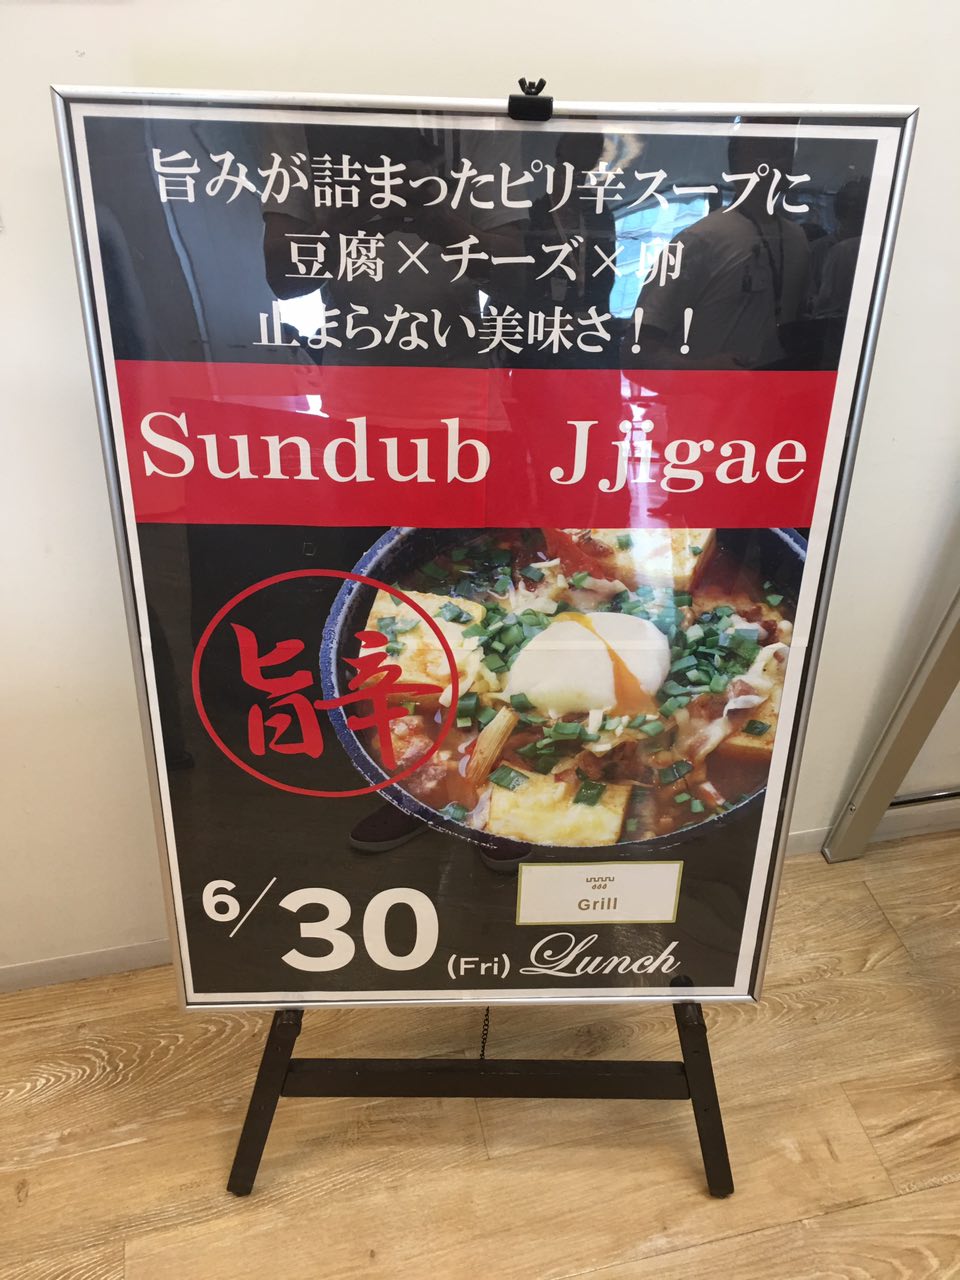 旨みが詰まったピリ辛スープに
豆腐×チーズ×卵
止まらない美味さ！！
Sundub Jjigae
旨辛
Grill
6/30 (Fri) Lunch